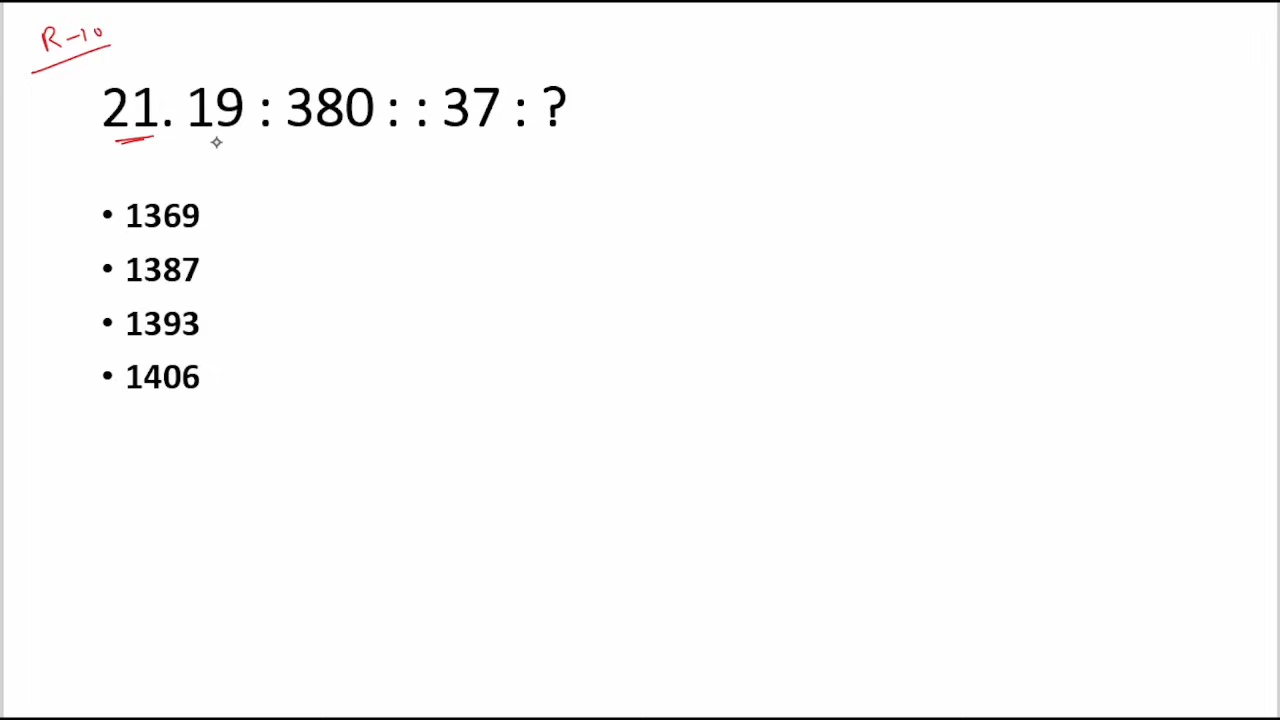 R-10
21. 19 : 380 : : 37 : ?
• 1369
• 1387
• 1393
• 1406